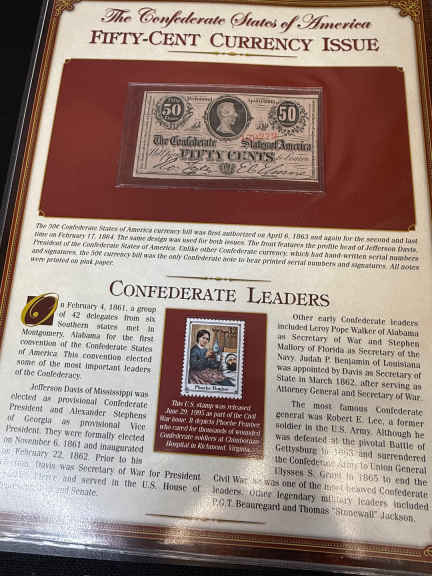 The Confederate States of America
FIFTY-CENT CURRENCY ISSUE
50
50
The Confederate States of America
FIFTY CENTS
The 50¢ Confederate States of America currency bill was first authorized on April 6, 1863 and again for the second and last
time on February 17, 1864. The same design was used for both issues. The front features the profile head of Jefferson Davis,
President of the Confederate States of America. Unlike other Confederate currency, which had hand-written serial numbers
and signatures, the 50¢ currency bill was the only Confederate note to bear printed serial numbers and signatures. All notes
were printed on pink paper.
CONFEDERATE LEADERS
On February 4, 1861, a group
of 42 delegates from six
Southern states met in
Montgomery, Alabama for the first
convention of the Confederate States
of America. This convention elected
some of the most important leaders
of the Confederacy.
Jefferson Davis of Mississippi was
elected as provisional Confederate
President and Alexander Stephens
of Georgia as provisional Vice
President. They were formally elected
on November 6, 1861 and inaugurated
on February 22, 1862. Prior to his
Davis was Secretary of War for President
and served in the U.S. House of
Senate.
Phoebe Pember
This U.S. stamp was released
June 29, 1995 as part of the Civil
War issue. It depicts Phoebe Pember
who cared for thousands of wounded
Confederate soldiers at Chimborazo
Hospital in Richmond, Virginia.
Other early Confederate leaders
included Leroy Pope Walker of Alabama
as Secretary of War and Stephen
Mallory of Florida as Secretary of the
Navy. Judah P. Benjamin of Louisiana
was appointed by Davis as Secretary of
State in March 1862, after serving as
Attorney General and Secretary of War.
The most famous Confederate
general was Robert E. Lee, a former
soldier in the U.S. Army. Although he
was defeated at the pivotal Battle of
Gettysburg in 1863 and surrendered
the Confederate Army to Union General
Ulysses S. Grant in 1865 to end the
Civil War, he was one of the most beloved Confederate
leaders. Other legendary military leaders included
P.G.T. Beauregard and Thomas "Stonewall" Jackson.